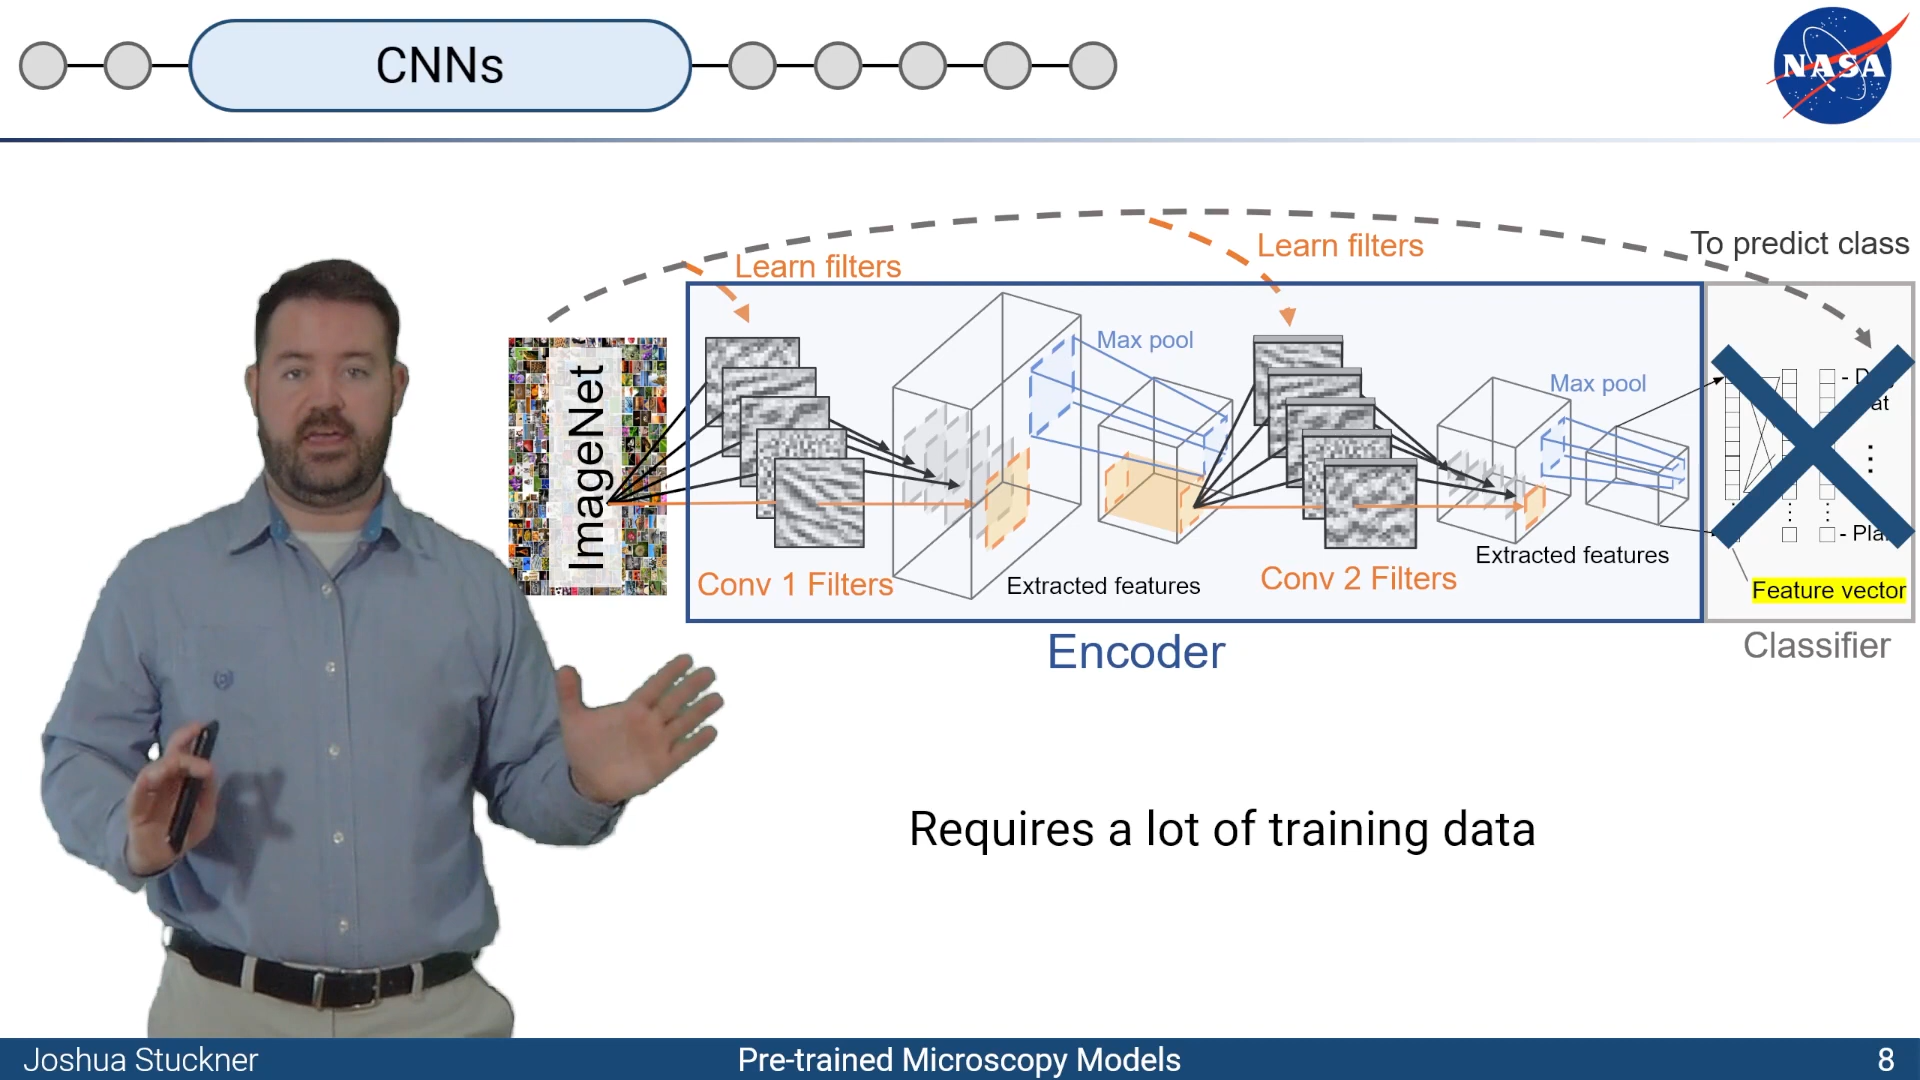 CNNs
NASA
To predict class
Learn filters
Learn filters
ImageNet
Max pool
Max pool
Conv 1 Filters
Extracted features
Conv 2 Filters
Extracted features
Feature vector
Encoder
Classifier
Requires a lot of training data
Joshua Stuckner
Pre-trained Microscopy Models
8